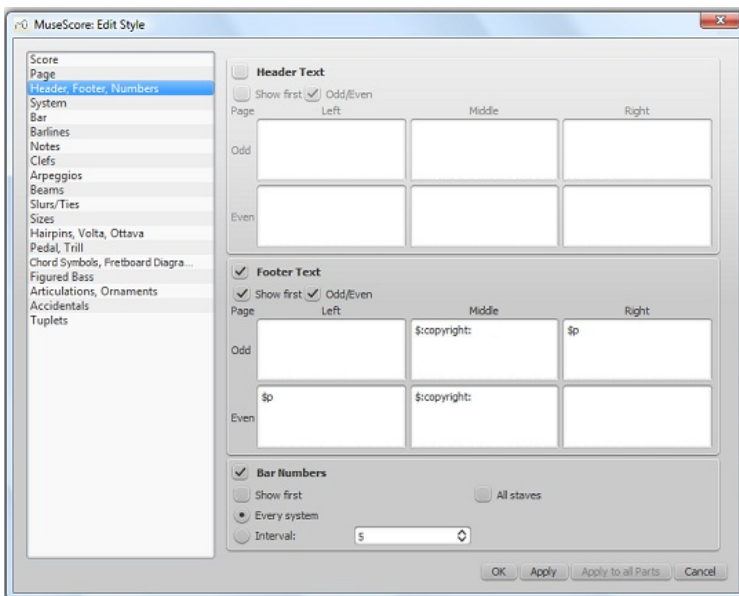 MuseScore: Edit Style
Score
Page
Header, Footer, Numbers
System
Bar
Barlines
Notes
Clefs
Arpeggios
Beams
Slurs/Ties
Sizes
Hairpins, Volta, Ottava
Pedal, Trill
Chord Symbols, Fretboard Diagra...
Figured Bass
Articulations, Ornaments
Accidentals
Tuplets
Header Text
Show first Odd/Even
Page Left Middle Right
Odd
Even
Footer Text
Show first Odd/Even
Page Left Middle Right
$:copyright: $p
Odd
$p $:copyright:
Even
Bar Numbers
Show first All staves
Every system
Interval: 5
OK Apply Apply to all Parts Cancel